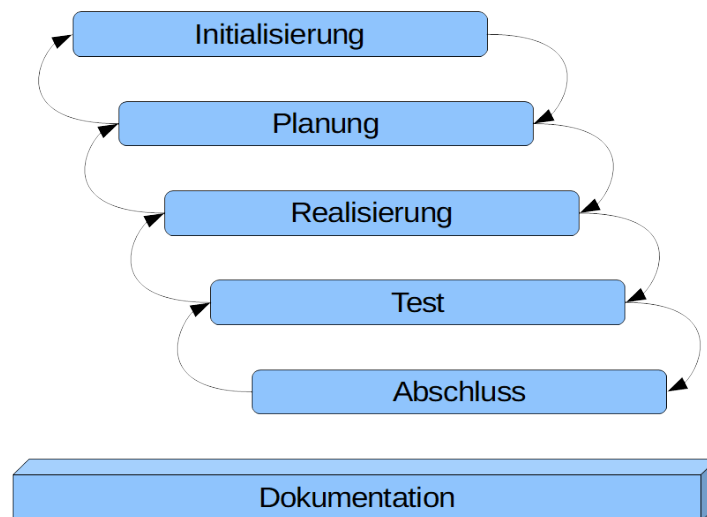 Initialisierung
Planung
Realisierung
Test
Abschluss
Dokumentation